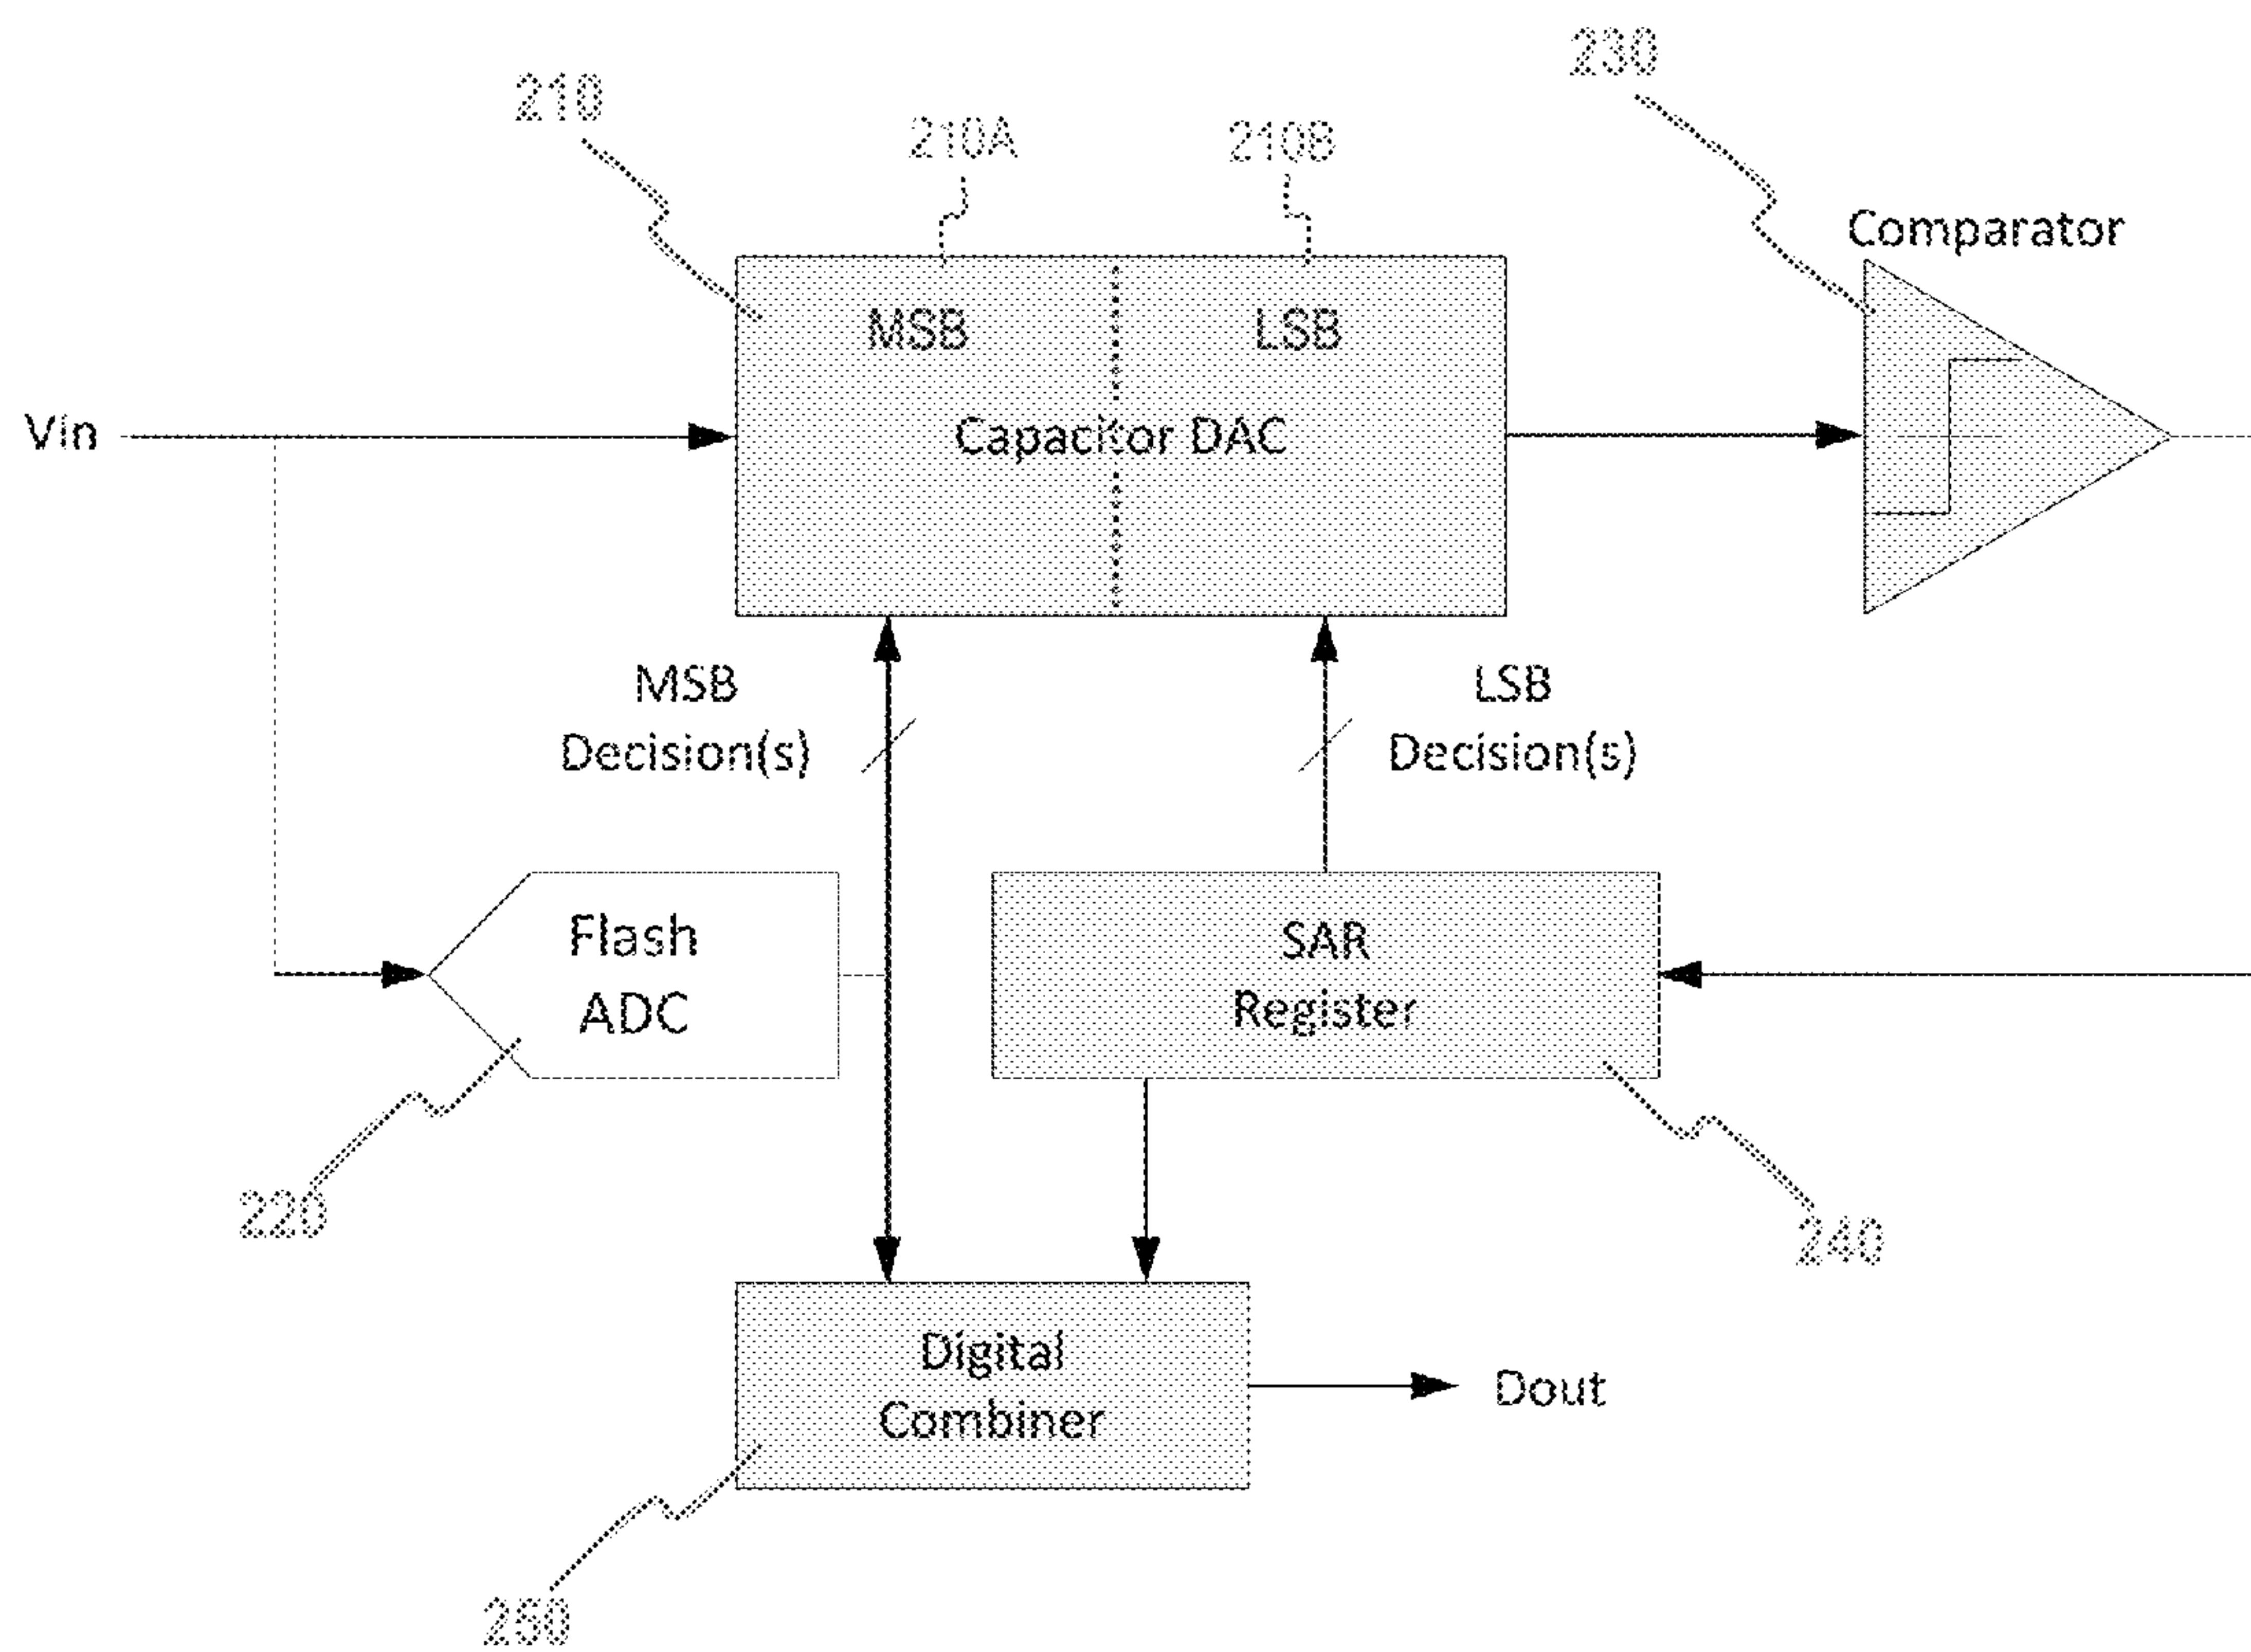 230
210
210A
210B
Comparator
MSB
LSB
Vin
Capacitor DAC
MSB
Decision(s)
LSB
Decision(s)
Flash
ADC
SAR
Register
220
240
Digital
Combiner
Dout
250